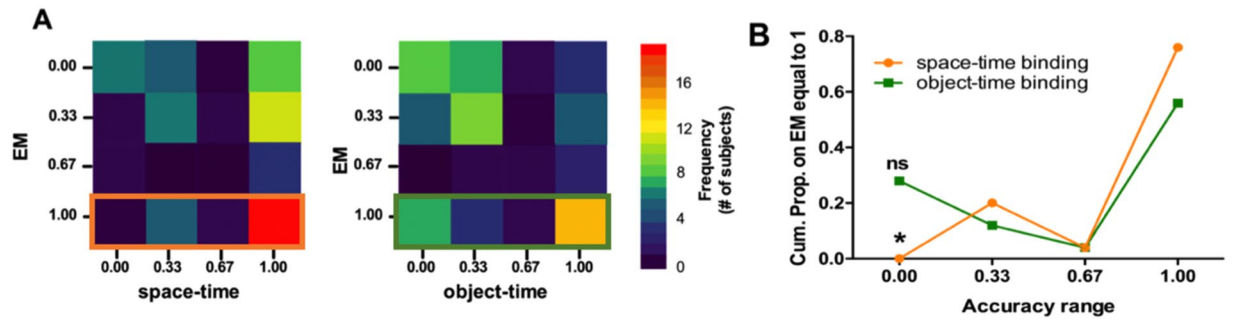 A
EM
0.00
0.33
0.67
1.00
0.00 0.33 0.67 1.00
space-time
EM
0.00
0.33
0.67
1.00
0.00 0.33 0.67 1.00
object-time
16
12
8
4
0
Frequency
(# of subjects)
B
Cum. Prop. on EM equal to 1
0.8
0.6
0.4
0.2
0.0
space-time binding
object-time binding
ns
*
0.00 0.33 0.67 1.00
Accuracy range